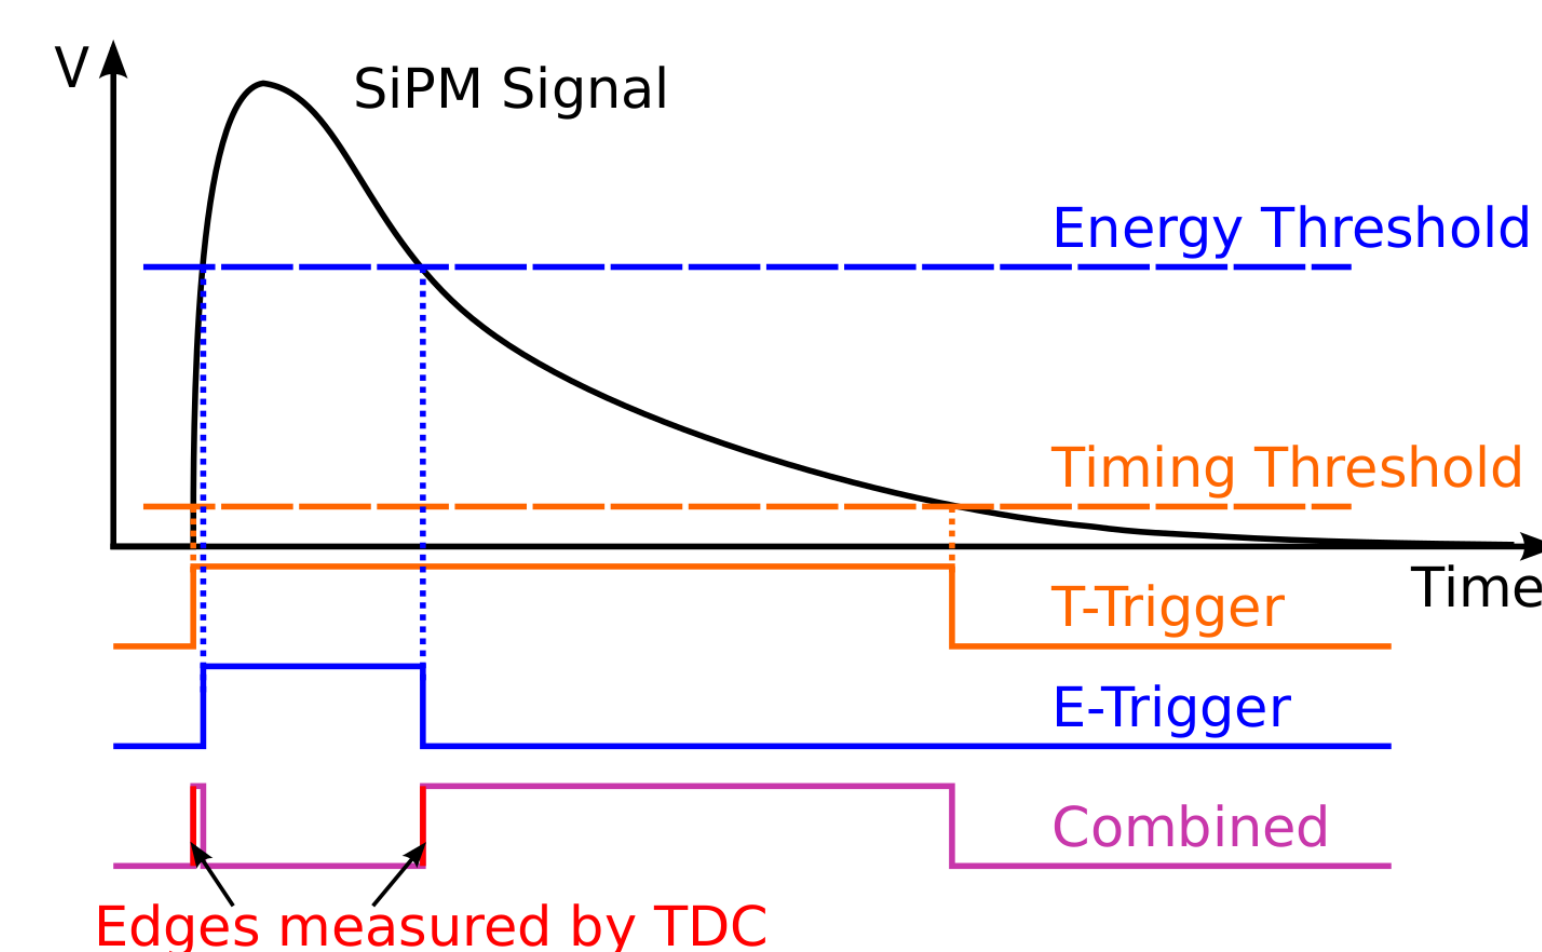 V
SiPM Signal
Energy Threshold
Timing Threshold
Time
T-Trigger
E-Trigger
Combined
Edges measured by TDC